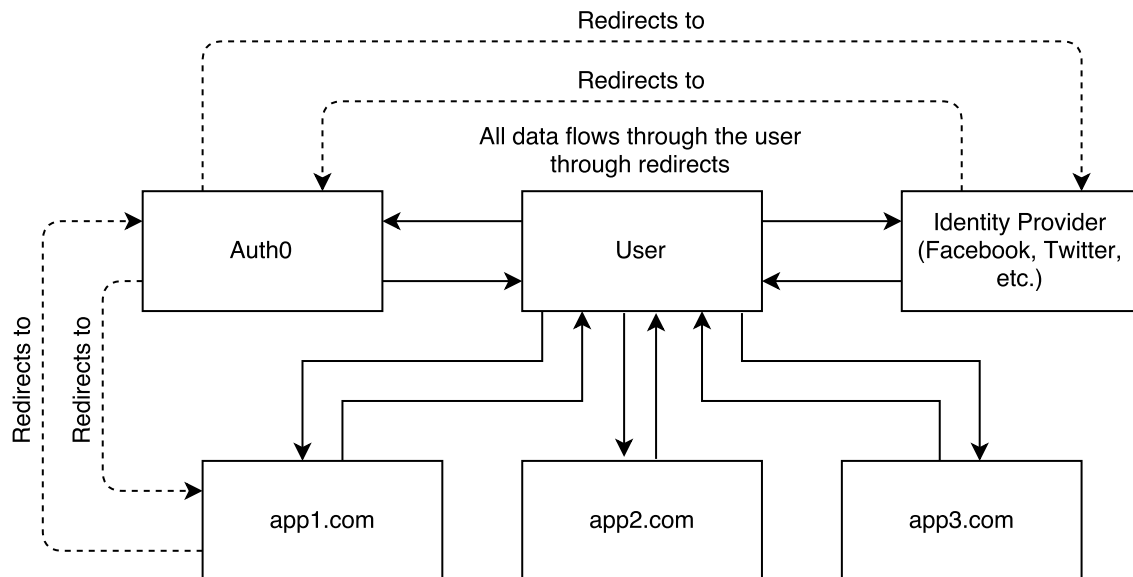 Redirects to
Redirects to
All data flows through the user
through redirects
Auth0
User
Identity Provider
(Facebook, Twitter,
etc.)
Redirects to
Redirects to
app1.com
app2.com
app3.com